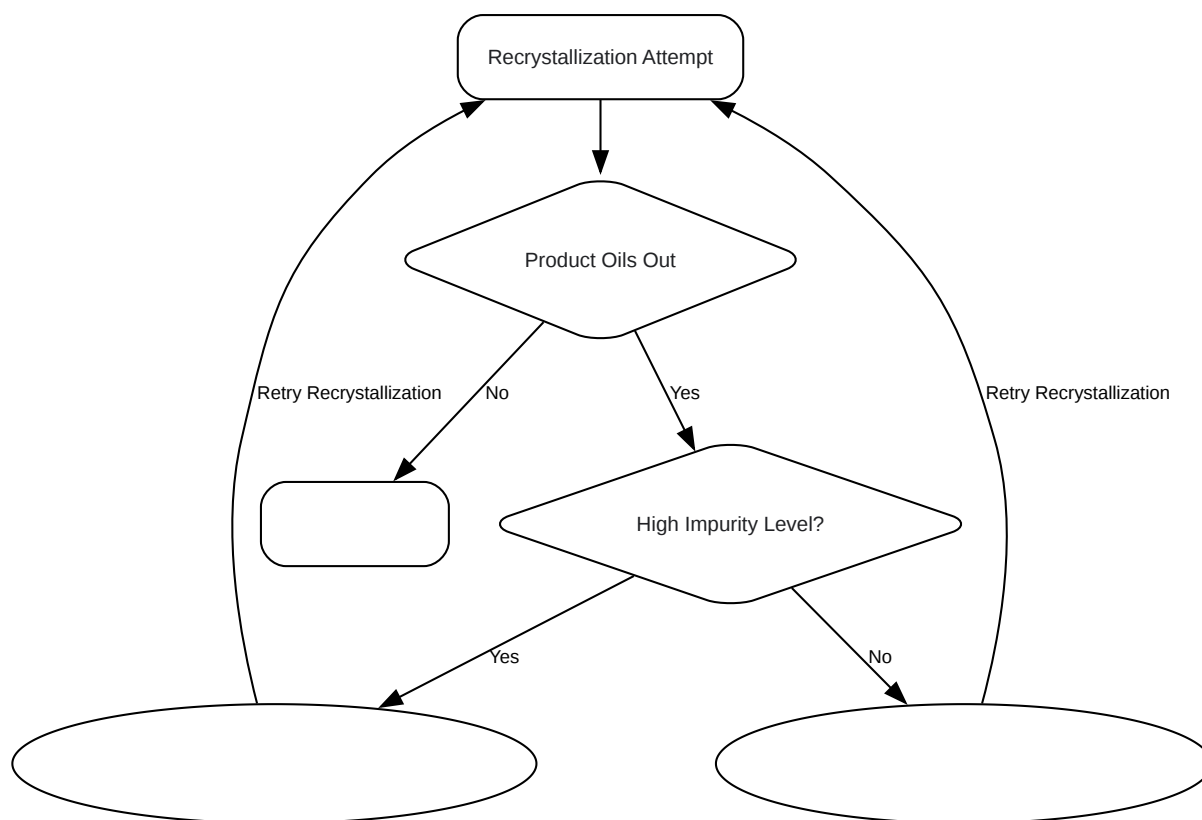 Recrystallization Attempt
Product Oils Out
Retry Recrystallization
No
Yes
Retry Recrystallization
High Impurity Level?
Yes
No